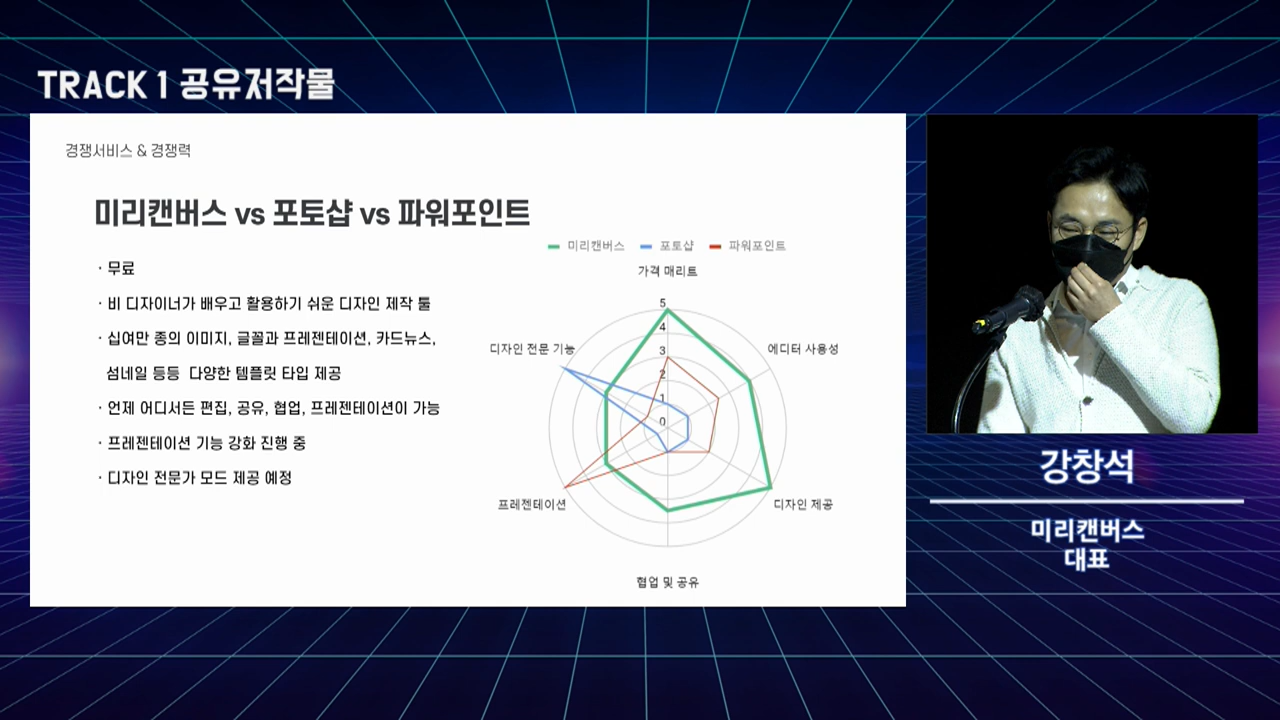 TRACK 1 공유저작물
경쟁서비스 & 경쟁력
미리캔버스 vs 포토샵 vs 파워포인트
· 무료
· 비 디자이너가 배우고 활용하기 쉬운 디자인 제작 툴
· 십여만 종의 이미지, 글꼴과 프레젠테이션, 카드뉴스,
섬네일 등등 다양한 템플릿 타입 제공
· 언제 어디서든 편집, 공유, 협업, 프레젠테이션이 가능
· 프레젠테이션 기능 강화 진행 중
· 디자인 전문가 모드 제공 예정
미리캔버스 포토샵 파워포인트
가격 매리트
5
4
디자인 전문 기능
3
에디터 사용성
2
1
0
프레젠테이션
디자인 제공
협업 및 공유
강창석
미리캔버스
대표